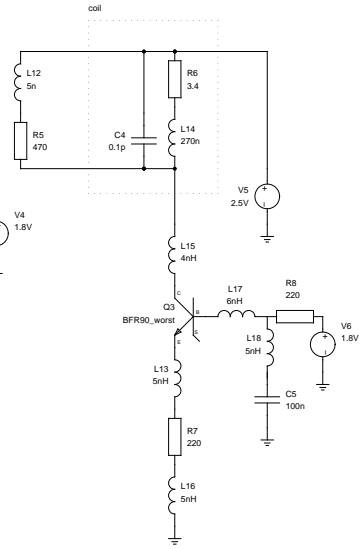 coil
L12
5n
R6
3.4
R5
470
C4
0.1p
L14
270n
V5
2.5V
V4
1.8V
L15
4nH
Q3
BFR90_worst
C
B
S
E
L17
6nH
R8
220
L18
5nH
V6
1.8V
L13
5nH
C5
100n
R7
220
L16
5nH